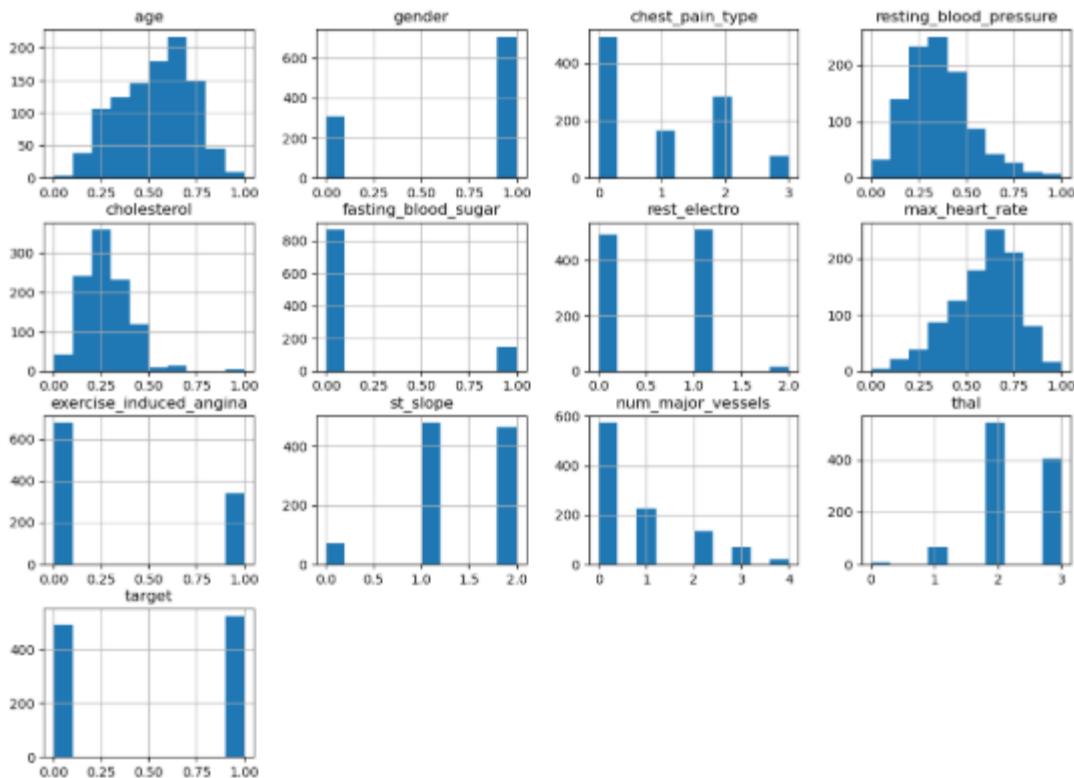 age gender chest_pain_type resting_blood_pressure
200
150
100
50
0
0.00 0.25 0.50 0.75 1.00
600
400
200
0
0.00 0.25 0.50 0.75 1.00
400
200
0
0 1 2 3
200
100
0
0.00 0.25 0.50 0.75 1.00
cholesterol fasting_blood_sugar rest_electro max_heart_rate
300
200
100
0
0.00 0.25 0.50 0.75 1.00
800
600
400
200
0
0.00 0.25 0.50 0.75 1.00
400
200
0
0.0 0.5 1.0 1.5 2.0
200
100
0
0.00 0.25 0.50 0.75 1.00
exercise_induced_angina st_slope num_major_vessels thal
600
400
200
0
0.00 0.25 0.50 0.75 1.00
400
200
0
0.0 0.5 1.0 1.5 2.0
600
400
200
0
0 1 2 3 4
400
200
0
0 1 2 3
target
400
200
0
0.00 0.25 0.50 0.75 1.00